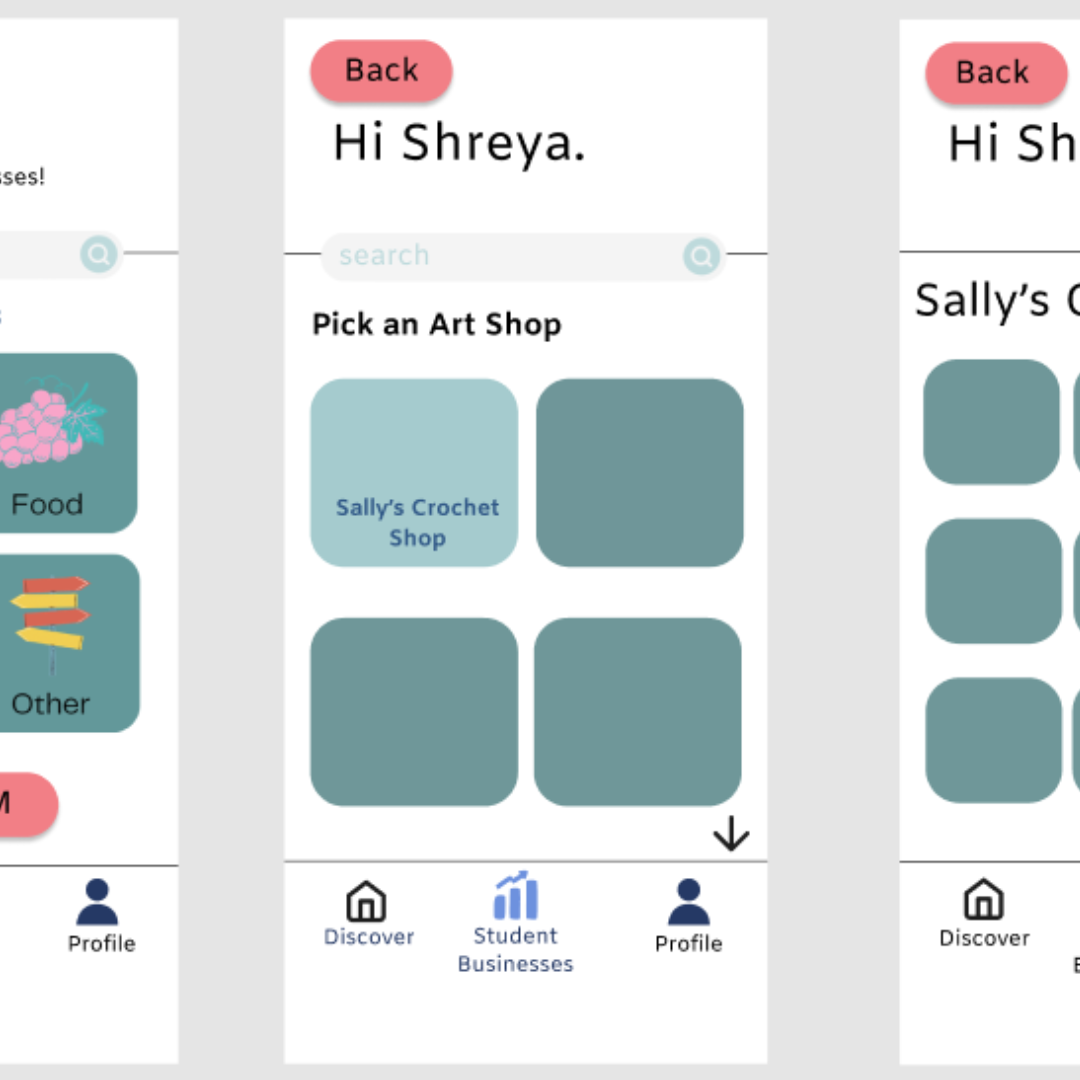 sses!
Food
Other
M
Profile
Back
Hi Shreya.
search
Pick an Art Shop
Sally's Crochet
Shop
Discover
Student
Businesses
Profile
Back
Hi Sh
Sally's C
Discover